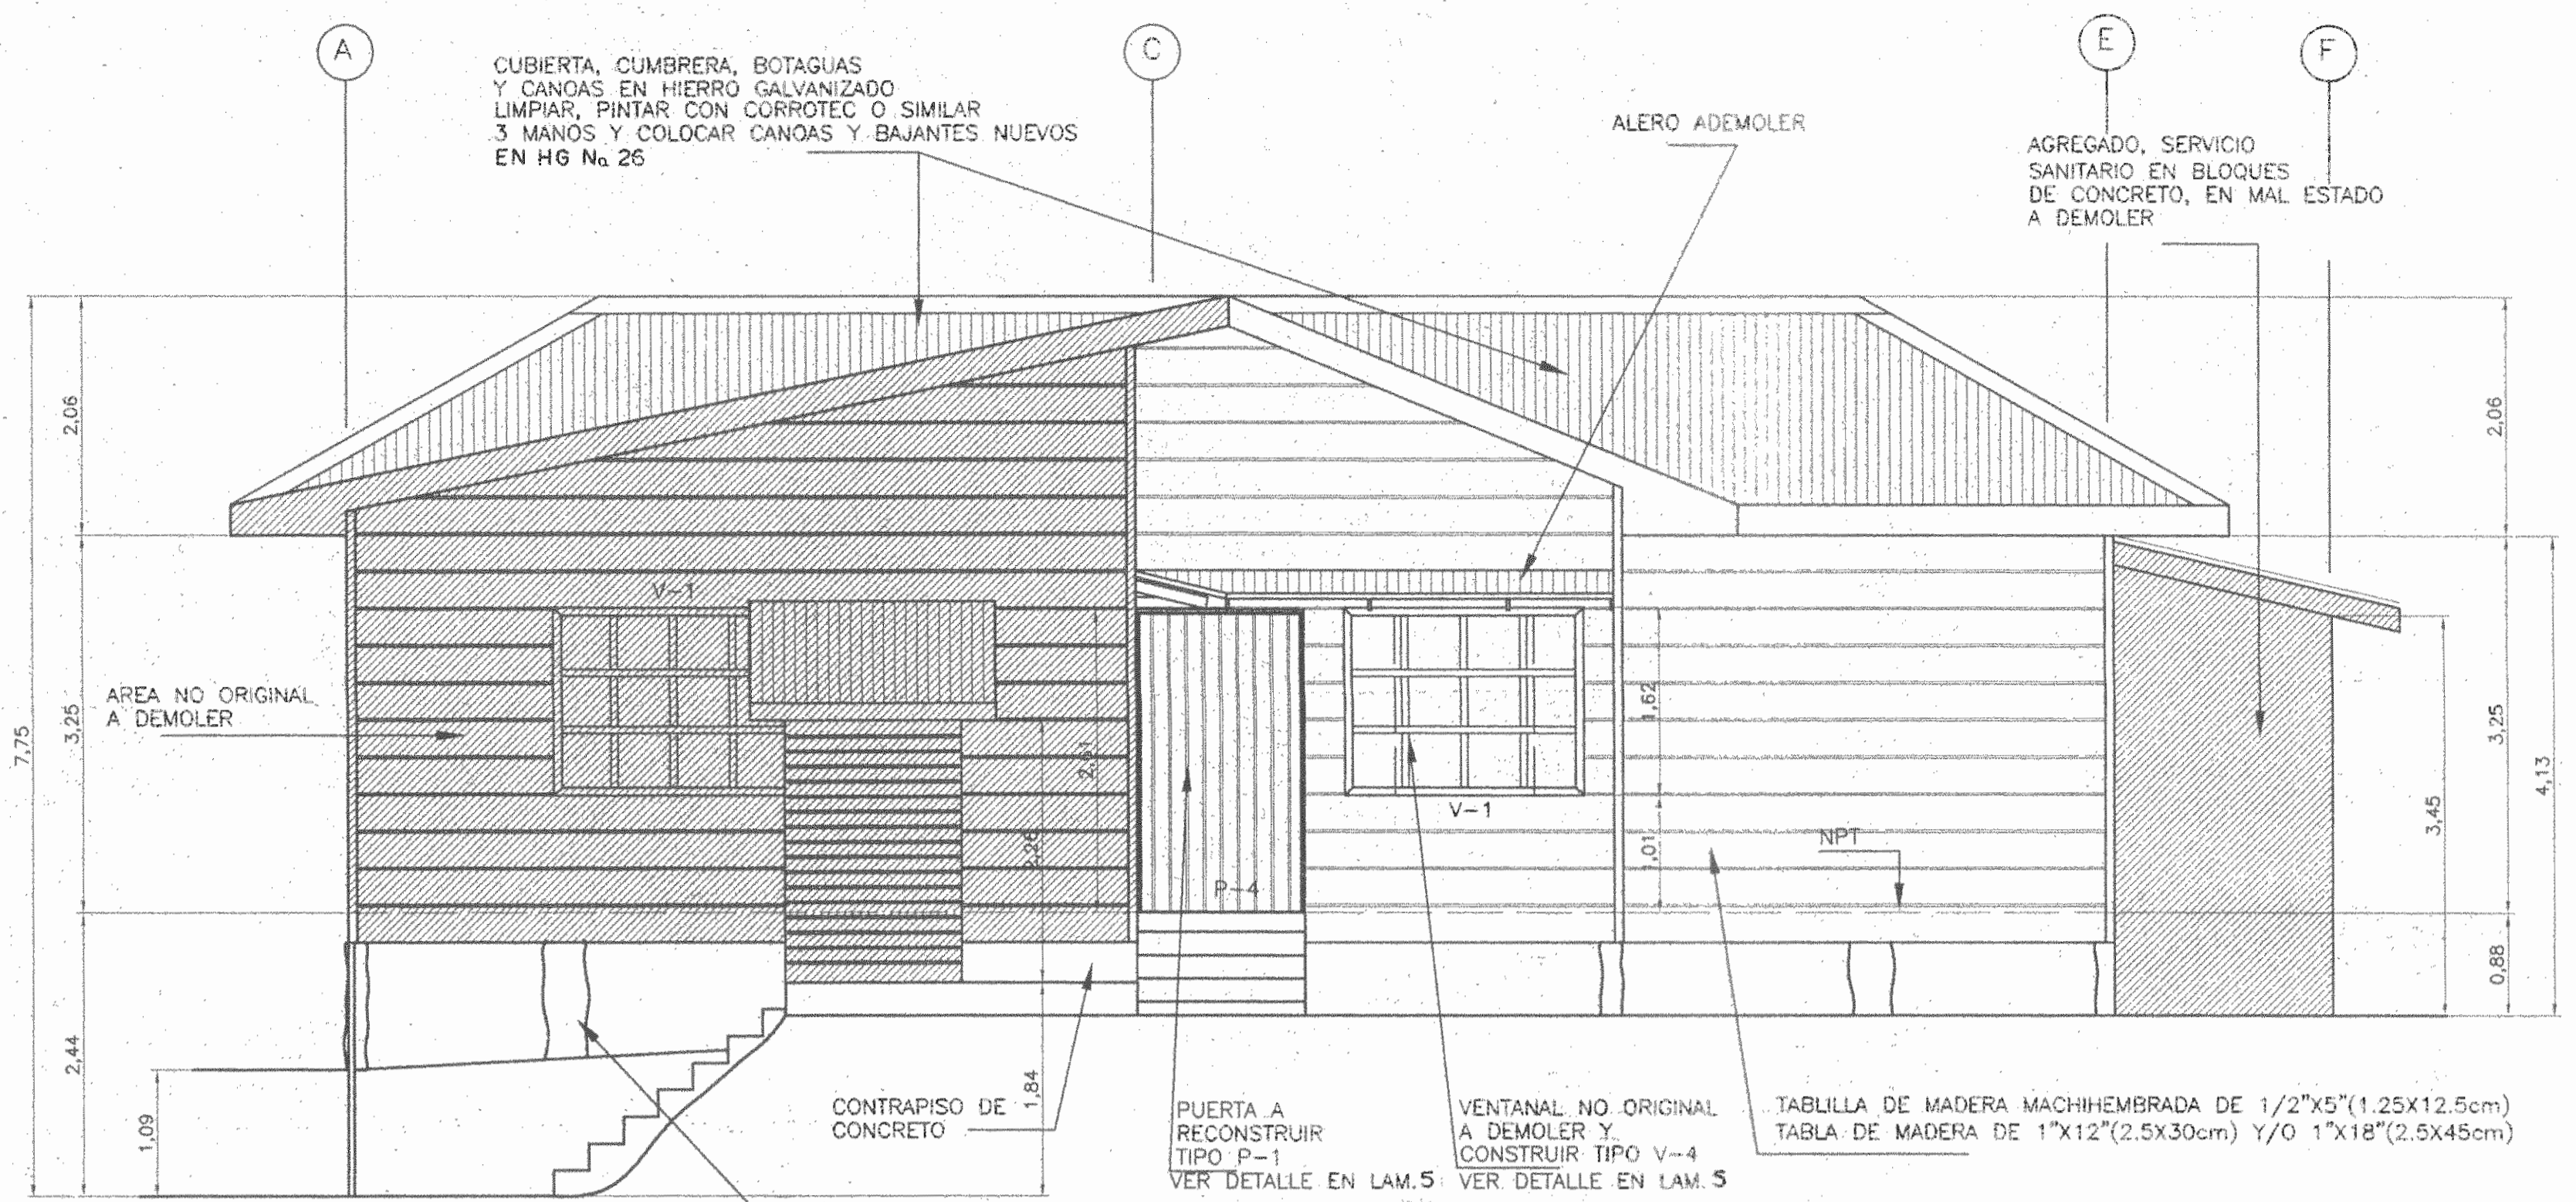 A
C
E
F
CUBIERTA, CUMBRERA, BOTAGUAS
Y CANOAS EN HIERRO GALVANIZADO
LIMPIAR, PINTAR CON CORROTEC O SIMILAR
3 MANOS Y COLOCAR CANOAS Y BAJANTES NUEVOS
EN HG Na 26
ALERO ADEMOLER
AGREGADO, SERVICIO
SANITARIO EN BLOQUES
DE CONCRETO, EN MAL ESTADO
A DEMOLER
2,06
2,06
V-1
AREA NO ORIGINAL
A DEMOLER
7,75
3,25
2,61
2,26
1,62
1,01
V-1
P-4
NPT
3,45
3,25
4,13
0,88
2,44
1,09
1,84
CONTRAPISO DE
CONCRETO
PUERTA A
RECONSTRUIR
TIPO P-1
VER DETALLE EN LAM.5
VENTANAL NO ORIGINAL
A DEMOLER Y
CONSTRUIR TIPO V-4
VER DETALLE EN LAM. 5
TABLILLA DE MADERA MACHIHEMBRADA DE 1/2"X5"(1.25X12.5cm)
TABLA DE MADERA DE 1"X12"(2.5X30cm) Y/O 1"X18"(2.5X45cm)